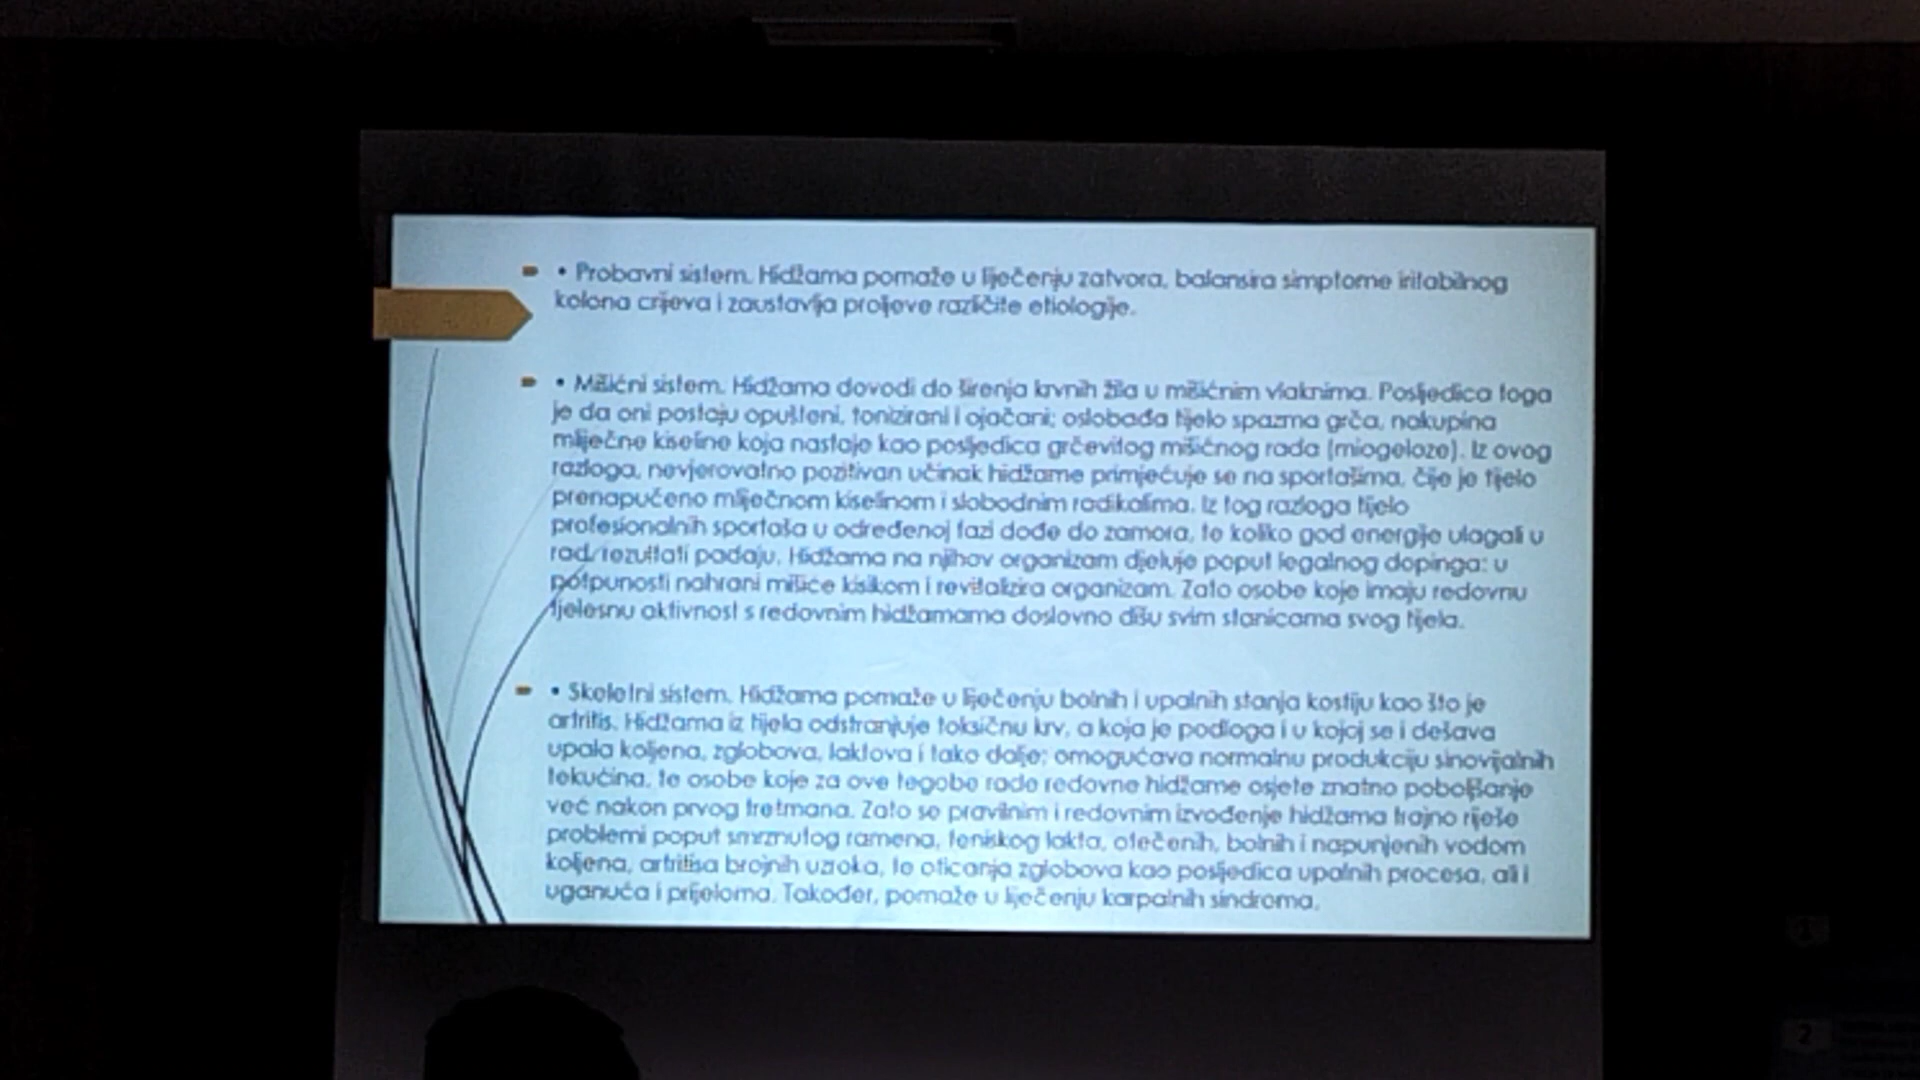 • Probavni sistem. Hidžama pomaže u liječenju zatvora, balansira simptome iritabilnog
kolona crijeva i zaustavlja proljeve različite etiologije.
• Mišićni sistem. Hidžama dovodi do širenja krvnih žila u mišićnim vlaknima. Posljedica toga
je da oni postaju opušteni, tonizirani i ojačani; oslobađa tijelo spazma grča, nakupina
mliječne kiseline koja nastaje kao posljedica grčevitog mišićnog rada (miogeloze). Iz ovog
razloga, nevjerovatno pozitivan učinak hidžame primjećuje se na sportašima, čije je tijelo
prenapučeno mliječnom kiselinom i slobodnim radikalima. Iz tog razloga tijelo
profesionalnih sportaša u određenoj fazi dođe do zamora, te koliko god energije ulagali u
rad, rezultati padaju. Hidžama na njihov organizam djeluje poput legalnog dopinga: u
potpunosti nahrani mišiće kisikom i revitalizira organizam. Zato osobe koje imaju redovnu
tjelesnu aktivnost s redovnim hidžamama doslovno dišu svim stanicama svog tijela.
• Skeletni sistem. Hidžama pomaže u liječenju bolnih i upalnih stanja kostiju kao što je
artritis. Hidžama iz tijela odstranjuje toksičnu krv, a koja je podloga i u kojoj se i dešava
upala koljena, zglobova, laktova i tako dalje; omogućava normalnu produkciju sinovijalnih
tekućina, te osobe koje za ove tegobe rade redovne hidžame osjete znatno poboljšanje
već nakon prvog tretmana. Zato se pravilnim i redovnim izvođenje hidžama trajno riješe
problemi poput smrznutog ramena, teniskog lakta, otečenih, bolnih i napunjenih vodom
koljena, artritisa brojnih uzroka, te oticanja zglobova kao posljedica upalnih procesa, ali i
uganuća i prijeloma. Također, pomaže u liječenju karpalnih sindroma.
2